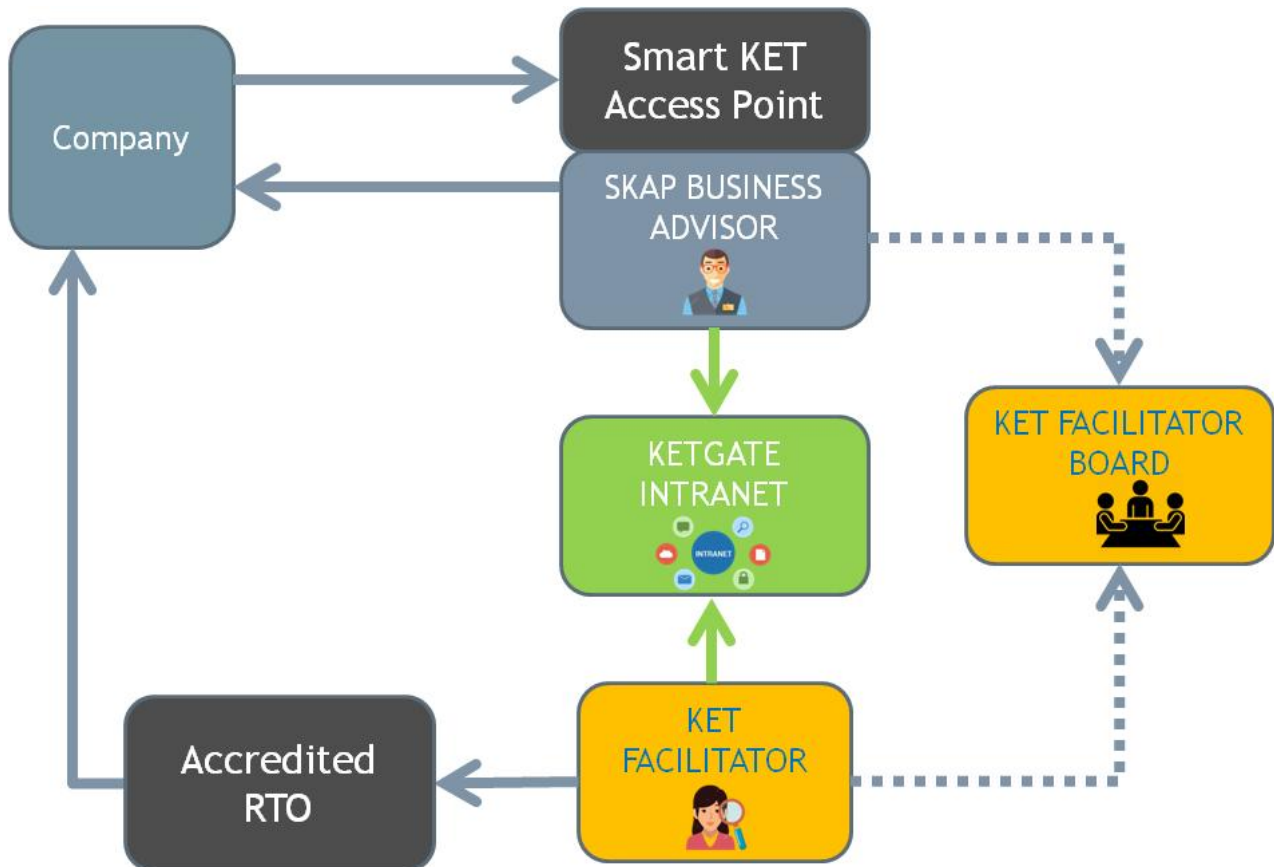 Smart KET
Access Point
Company
SKAP BUSINESS
ADVISOR
KET FACILITATOR
BOARD
KETGATE
INTRANET
INTRANET
KET
FACILITATOR
Accredited
RTO